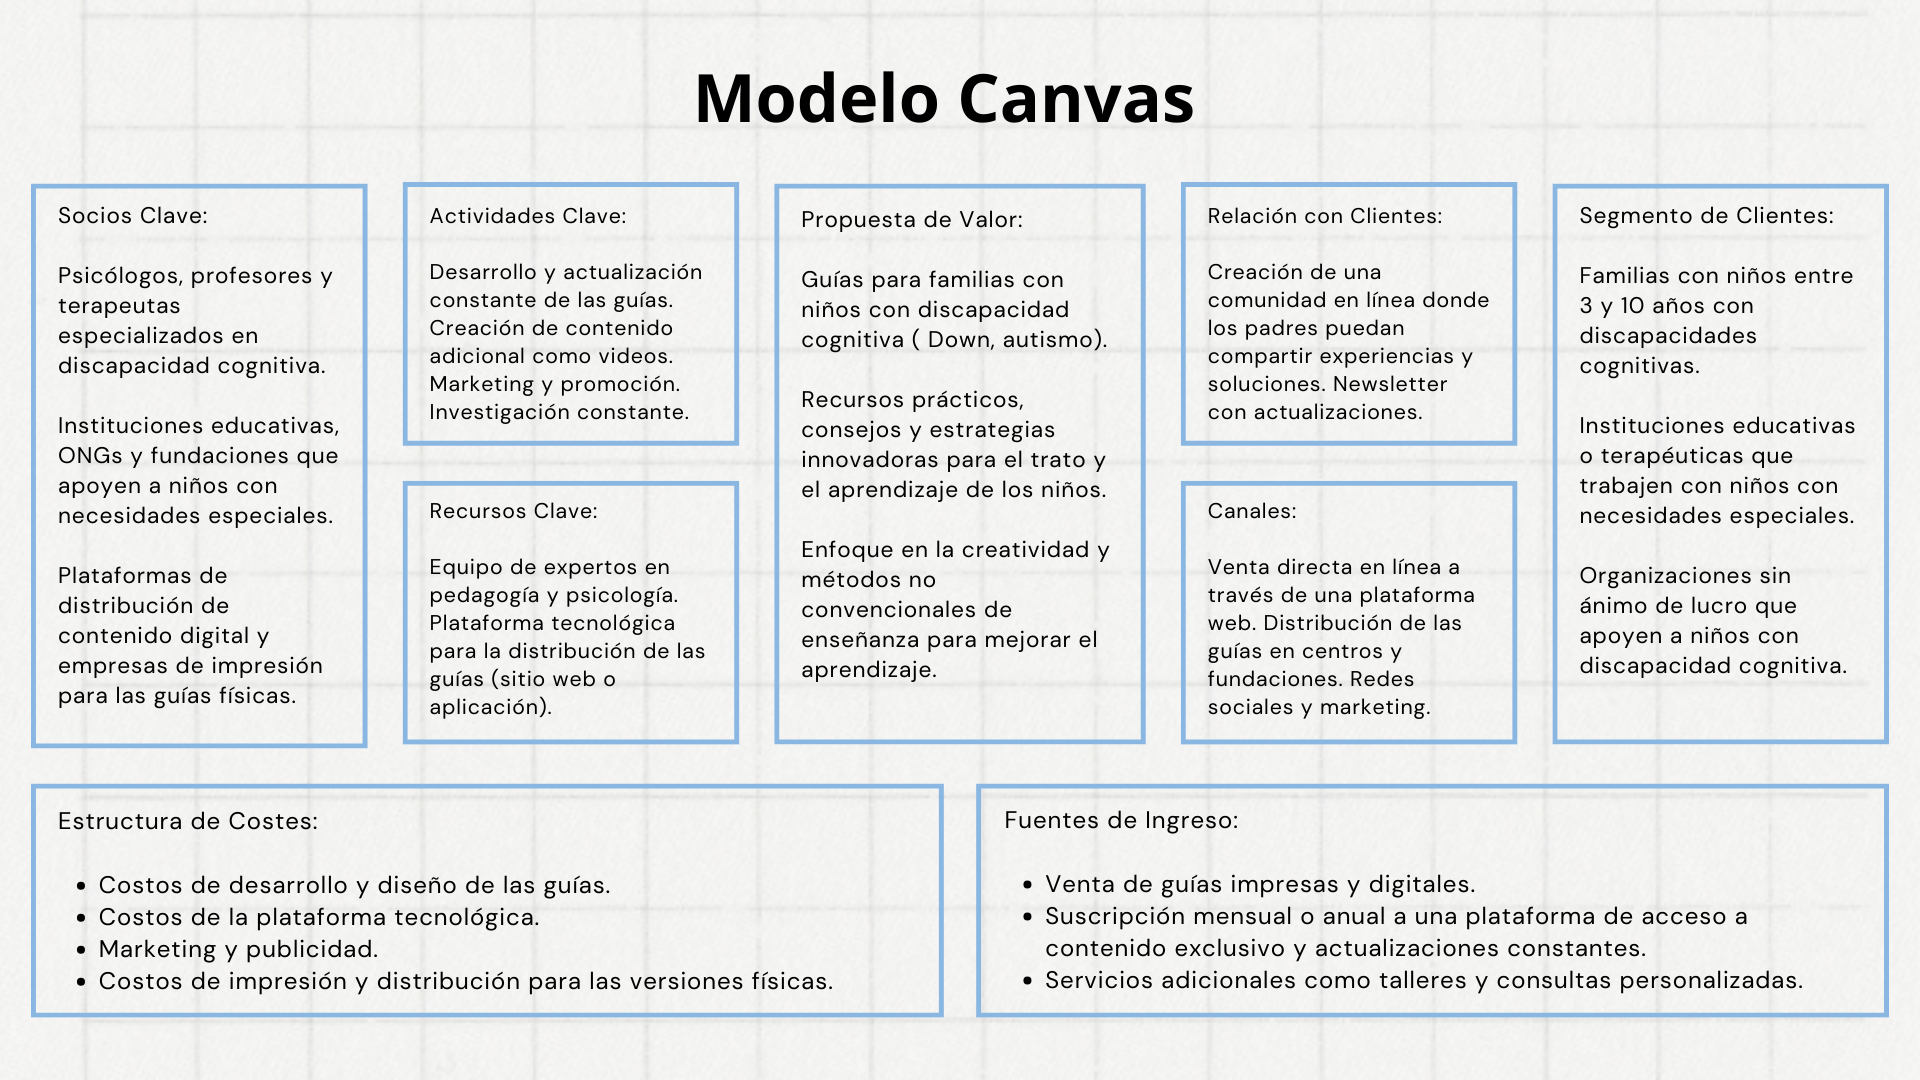 Modelo Canvas
Socios Clave:
Psicólogos, profesores y
terapeutas
especializados en
discapacidad cognitiva.
Instituciones educativas,
ONGs y fundaciones que
apoyen a niños con
necesidades especiales.
Plataformas de
distribución de
contenido digital y
empresas de impresión
para las guías físicas.
Actividades Clave:
Desarrollo y actualización
constante de las guías.
Creación de contenido
adicional como videos.
Marketing y promoción.
Investigación constante.
Recursos Clave:
Equipo de expertos en
pedagogía y psicología.
Plataforma tecnológica
para la distribución de las
guías (sitio web o
aplicación).
Propuesta de Valor:
Guías para familias con
niños con discapacidad
cognitiva ( Down, autismo).
Recursos prácticos,
consejos y estrategias
innovadoras para el trato y
el aprendizaje de los niños.
Enfoque en la creatividad y
métodos no
convencionales de
enseñanza para mejorar el
aprendizaje.
Relación con Clientes:
Creación de una
comunidad en línea donde
los padres puedan
compartir experiencias y
soluciones. Newsletter
con actualizaciones.
Canales:
Venta directa en línea a
través de una plataforma
web. Distribución de las
guías en centros y
fundaciones. Redes
sociales y marketing.
Segmento de Clientes:
Familias con niños entre
3 y 10 años con
discapacidades
cognitivas.
Instituciones educativas
o terapéuticas que
trabajen con niños con
necesidades especiales.
Organizaciones sin
ánimo de lucro que
apoyen a niños con
discapacidad cognitiva.
Estructura de Costes:
• Costos de desarrollo y diseño de las guías.
• Costos de la plataforma tecnológica.
• Marketing y publicidad.
• Costos de impresión y distribución para las versiones físicas.
Fuentes de Ingreso:
• Venta de guías impresas y digitales.
• Suscripción mensual o anual a una plataforma de acceso a
contenido exclusivo y actualizaciones constantes.
• Servicios adicionales como talleres y consultas personalizadas.